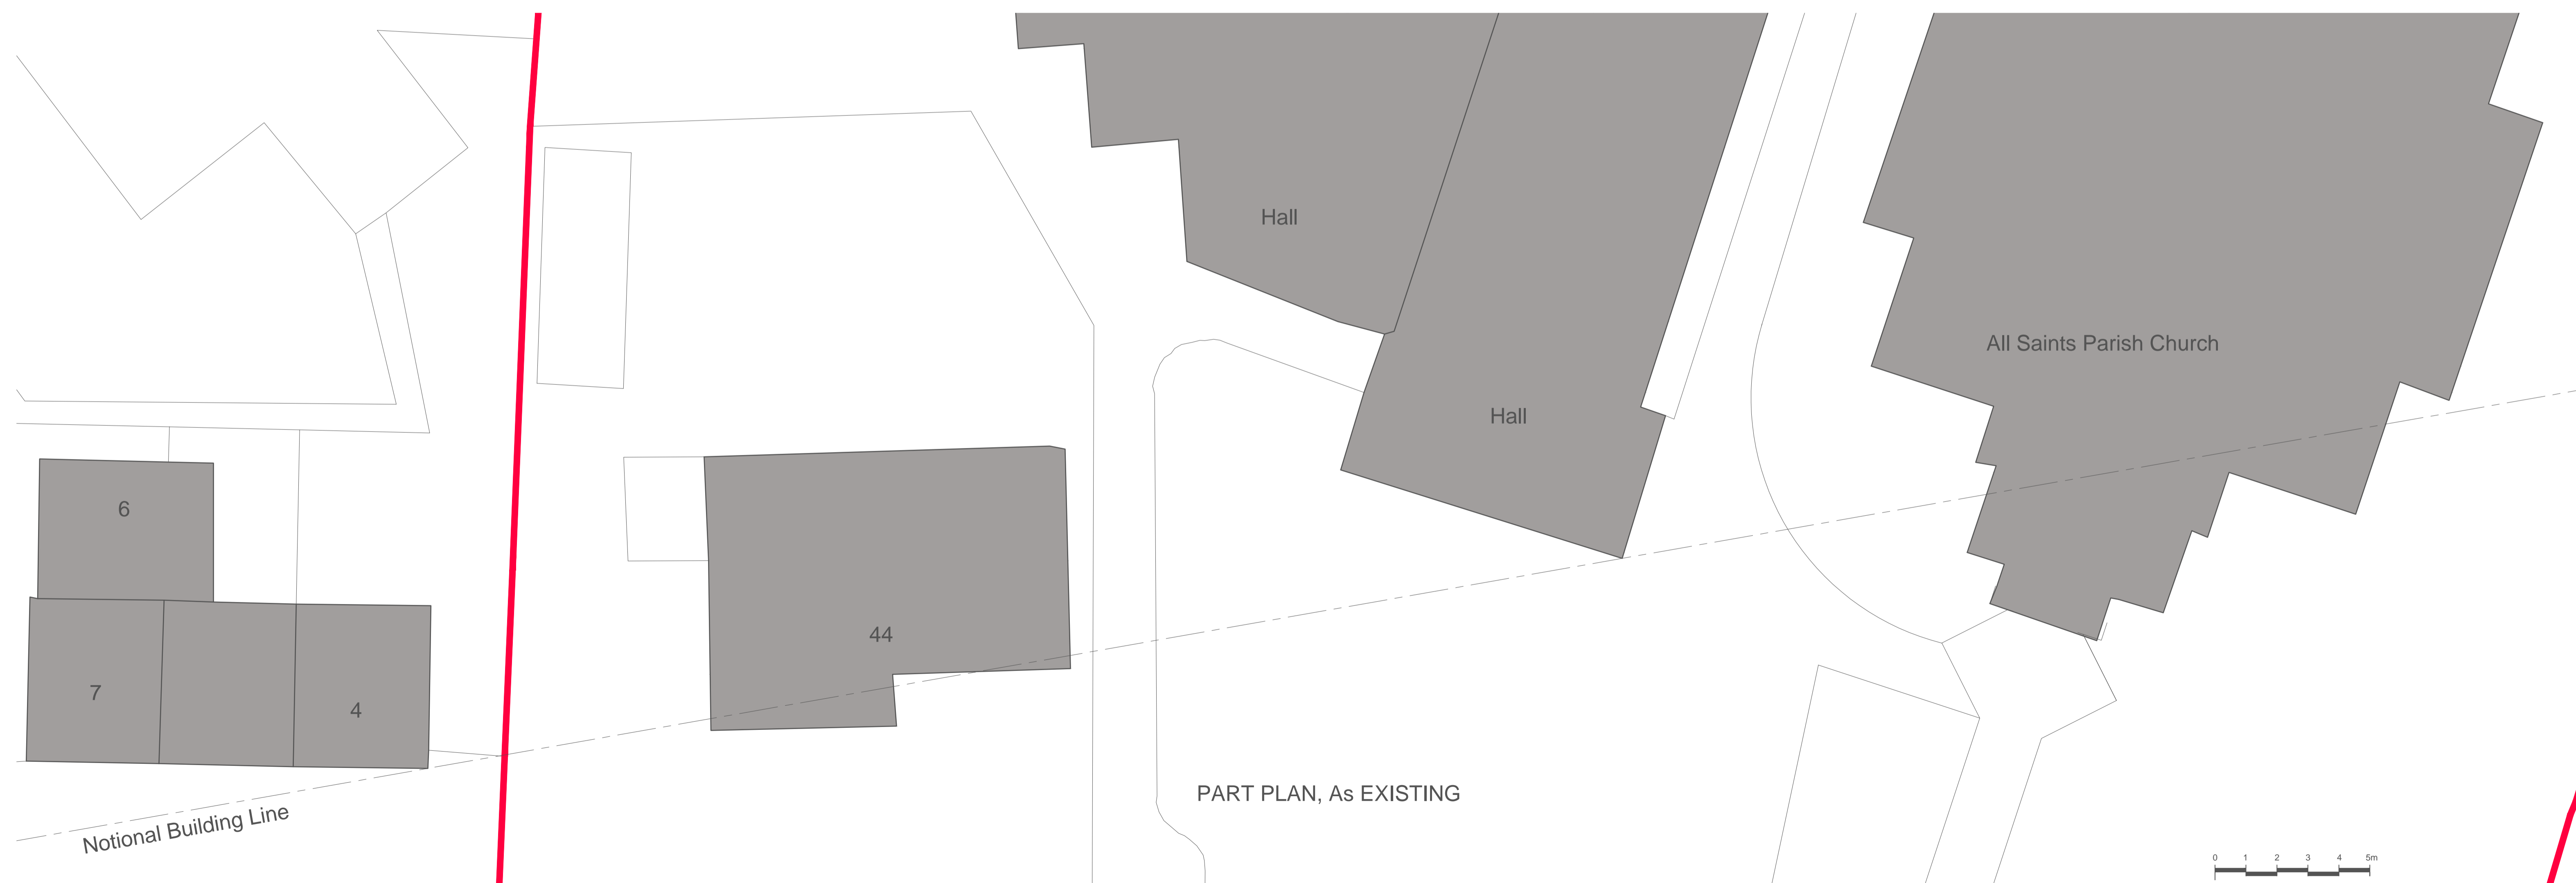 Hall
All Saints Parish Church
Hall
6
44
7
4
PART PLAN, As EXISTING
Notional Building Line
0 1 2 3 4 5m